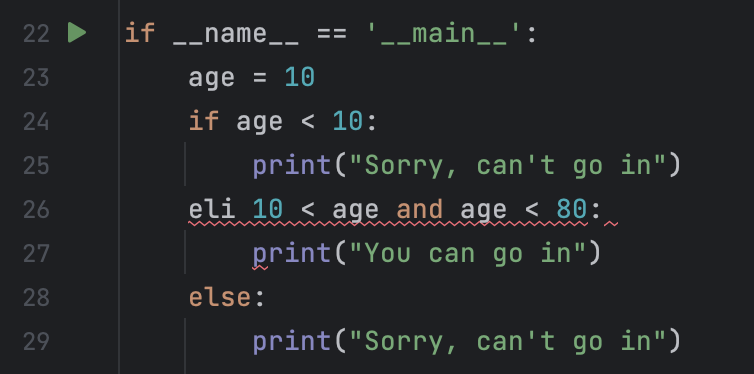 22 if __name__ == '__main__':
23     age = 10
24     if age < 10:
25         print("Sorry, can't go in")
26     eli 10 < age and age < 80:
27         print("You can go in")
28     else:
29         print("Sorry, can't go in")